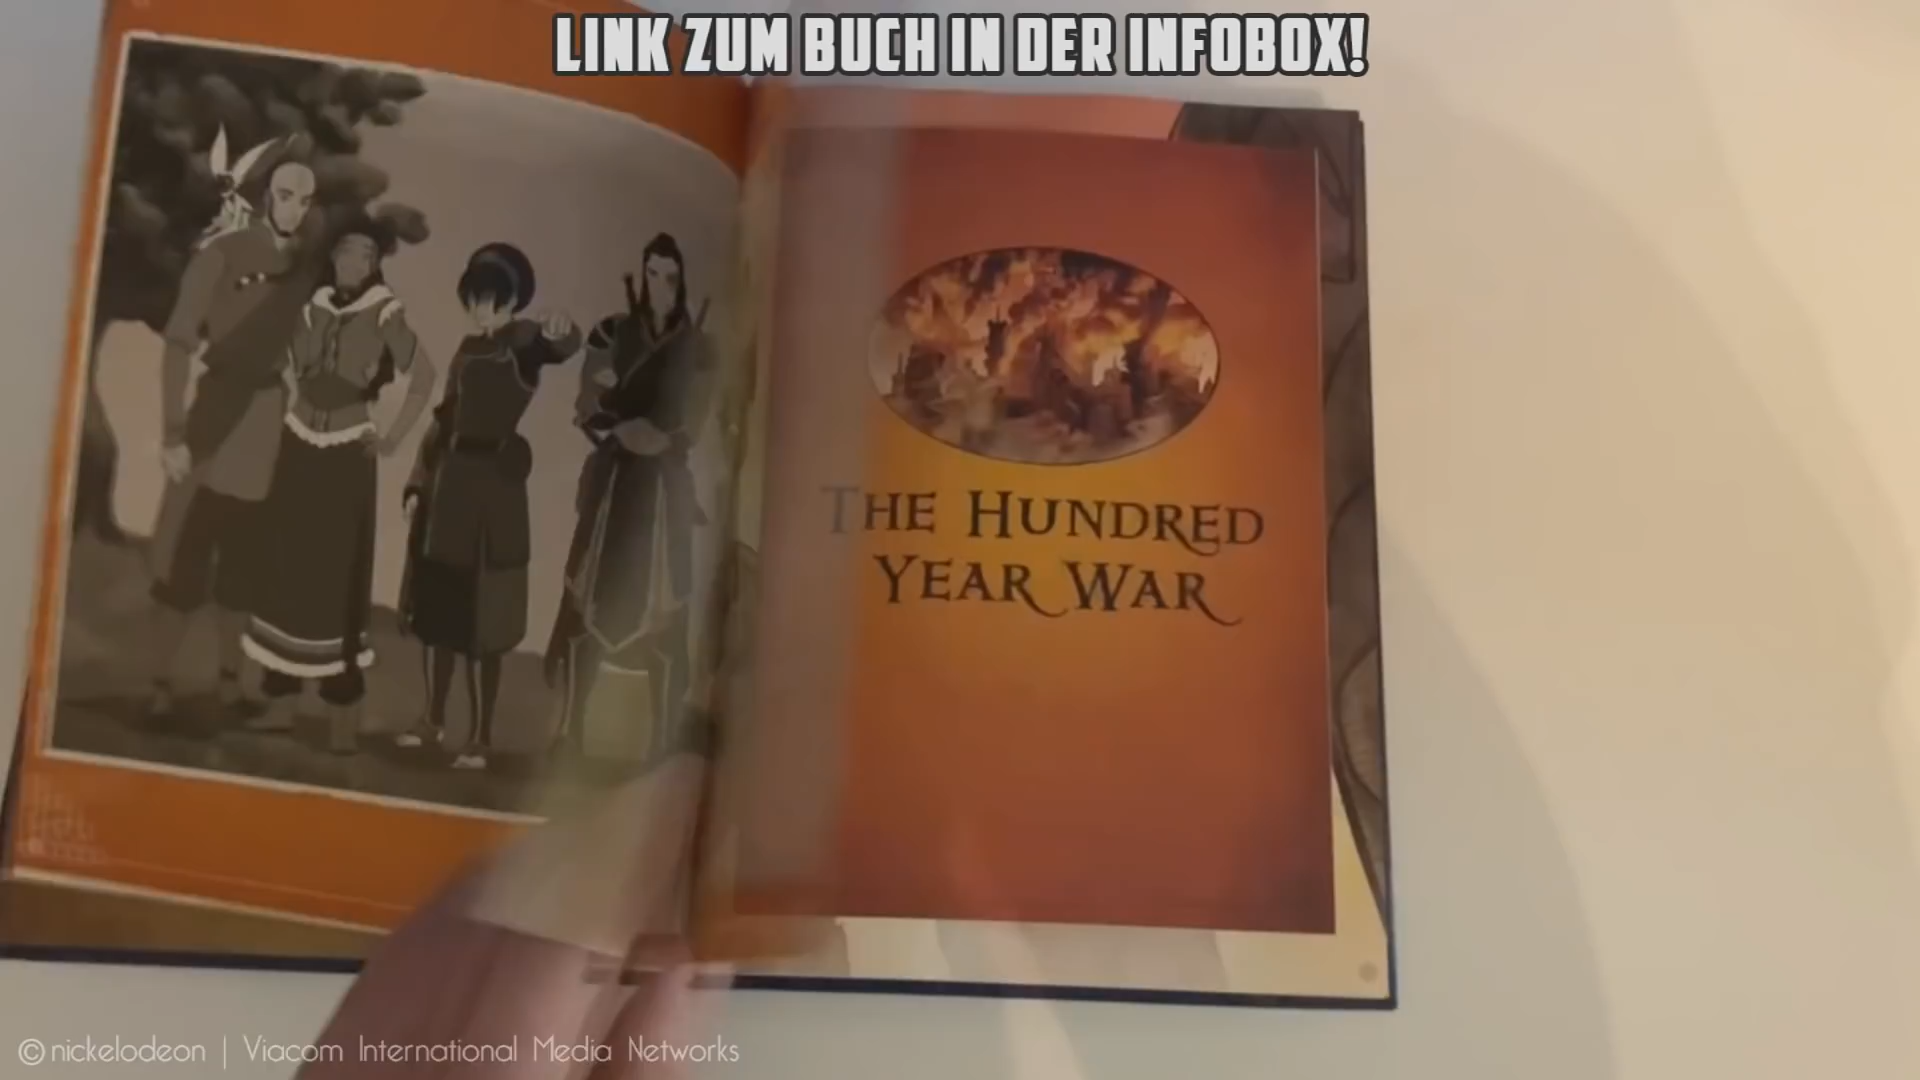 LINK ZUM BUCH IN DER INFOBOX!
THE HUNDRED
YEAR WAR
©nickelodeon | Viacom International Media Networks